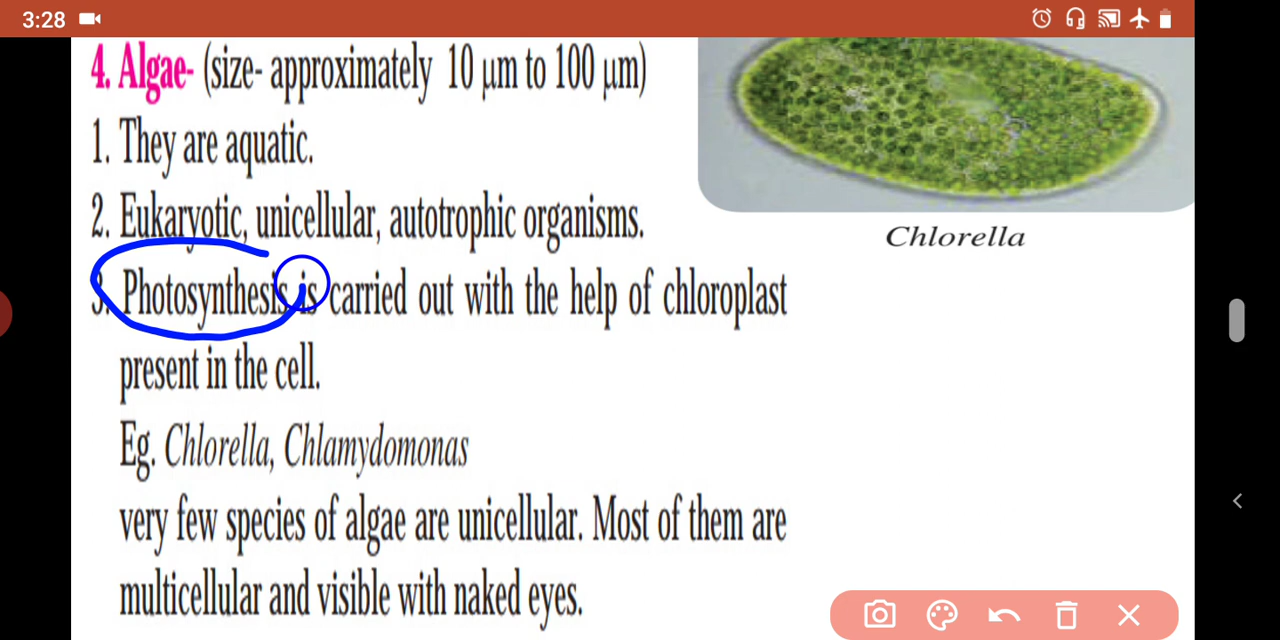 3:28
4. Algae- (size- approximately 10 μm to 100 μm)
1. They are aquatic.
2. Eukaryotic, unicellular, autotrophic organisms.
Chlorella
3. Photosynthesis is carried out with the help of chloroplast
present in the cell.
Eg. Chlorella, Chlamydomonas
very few species of algae are unicellular. Most of them are
multicellular and visible with naked eyes.